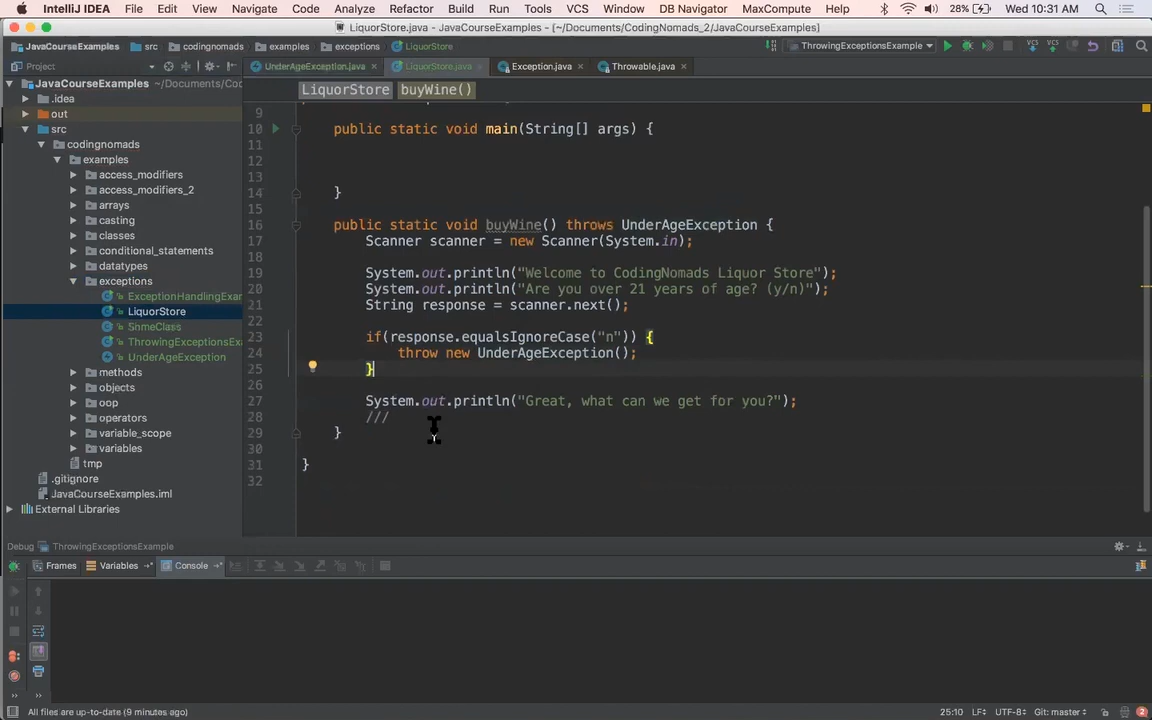 IntelliJ IDEA File Edit View Navigate Code Analyze Refactor Build Run Tools VCS Window DB Navigator MaxCompute Help 28% Wed 10:31 AM
LiquorStore.java - JavaCourseExamples - [~/Documents/CodingNomads_2/JavaCourseExamples]
JavaCourseExamples src codingnomads examples exceptions LiquorStore ThrowingExceptionsExample
Project UnderAgeException.java LiquorStore.java Exception.java Throwable.java
JavaCourseExamples ~/Documents/Cod
.idea
out
src
codingnomads
examples
access_modifiers
access_modifiers_2
arrays
casting
classes
conditional_statements
datatypes
exceptions
ExceptionHandlingExar
LiquorStore
ShmeClass
ThrowingExceptionsExa
UnderAgeException
methods
objects
oop
operators
variable_scope
variables
tmp
.gitignore
JavaCourseExamples.iml
External Libraries
LiquorStore buyWine()
9
10 public static void main(String[] args) {
11
12
13
14 }
15
16 public static void buyWine() throws UnderAgeException {
17 Scanner scanner = new Scanner(System.in);
18
19 System.out.println("Welcome to CodingNomads Liquor Store");
20 System.out.println("Are you over 21 years of age? (y/n)");
21 String response = scanner.next();
22
23 if(response.equalsIgnoreCase("n")) {
24 throw new UnderAgeException();
25 }
26
27 System.out.println("Great, what can we get for you?");
28 ///
29 }
30
31 }
32
Debug ThrowingExceptionsExample
Frames Variables Console
All files are up-to-date (9 minutes ago) 25:10 LF UTF-8 Git: master 2